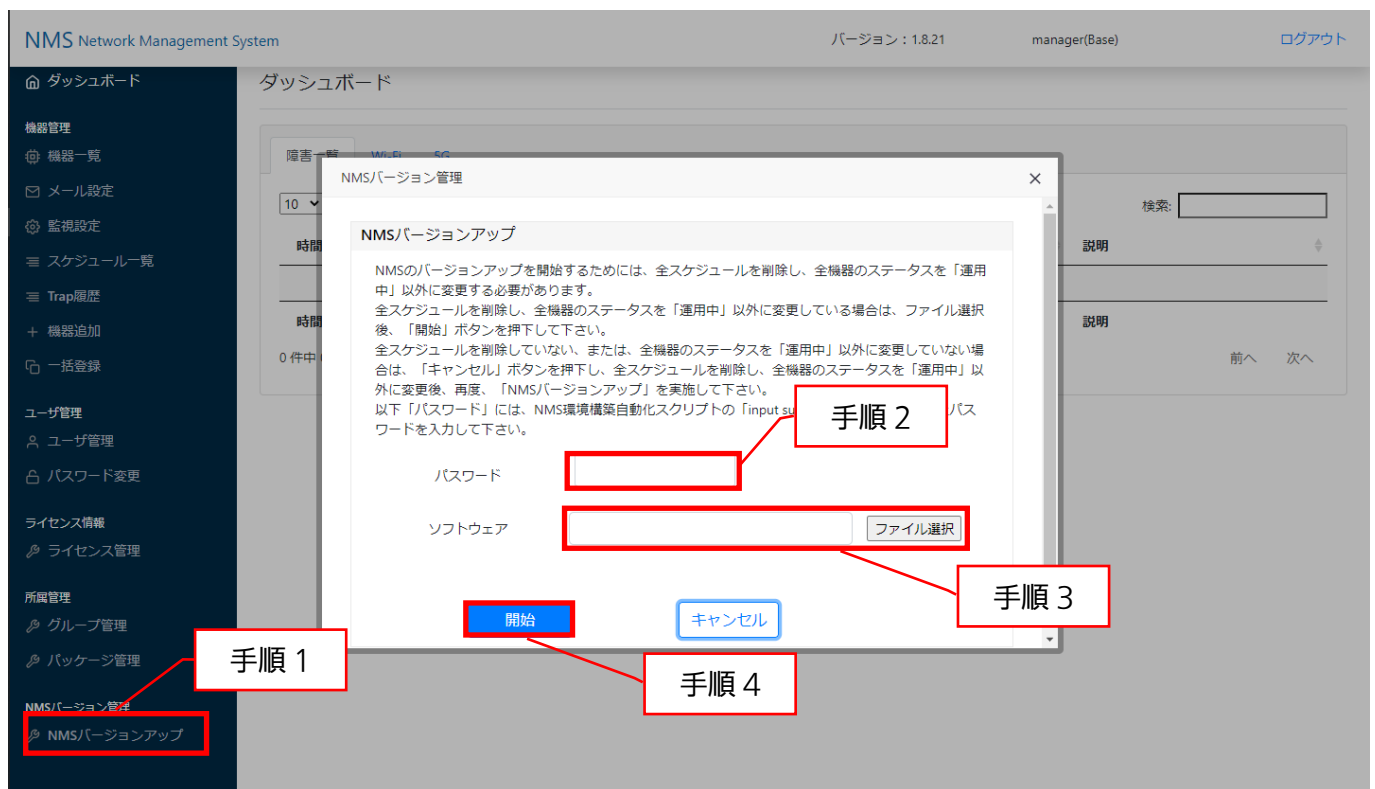 NMS Network Management System
バージョン：1.8.21
manager(Base)
ログアウト
ダッシュボード
機器管理
機器一覧
メール設定
監視設定
スケジュール一覧
Trap履歴
機器追加
一括登録
ユーザ管理
ユーザ管理
パスワード変更
ライセンス情報
ライセンス管理
所属管理
グループ管理
パッケージ管理
NMSバージョン管理
NMSバージョンアップ
ダッシュボード
障害一覧 Wi-Fi 5G
10
検索:
時間
説明
時間
説明
0 件中
前へ 次へ
NMSバージョン管理
×
NMSバージョンアップ
NMSのバージョンアップを開始するためには、全スケジュールを削除し、全機器のステータスを「運用
中」以外に変更する必要があります。
全スケジュールを削除し、全機器のステータスを「運用中」以外に変更している場合は、ファイル選択
後、「開始」ボタンを押下して下さい。
全スケジュールを削除していない、または、全機器のステータスを「運用中」以外に変更していない場
合は、「キャンセル」ボタンを押下し、全スケジュールを削除し、全機器のステータスを「運用中」以
外に変更後、再度、「NMSバージョンアップ」を実施して下さい。
以下「パスワード」には、NMS環境構築自動化スクリプトの「input su パス
ワードを入力して下さい。
パスワード
ソフトウェア
ファイル選択
開始
キャンセル
手順１
手順２
手順３
手順４